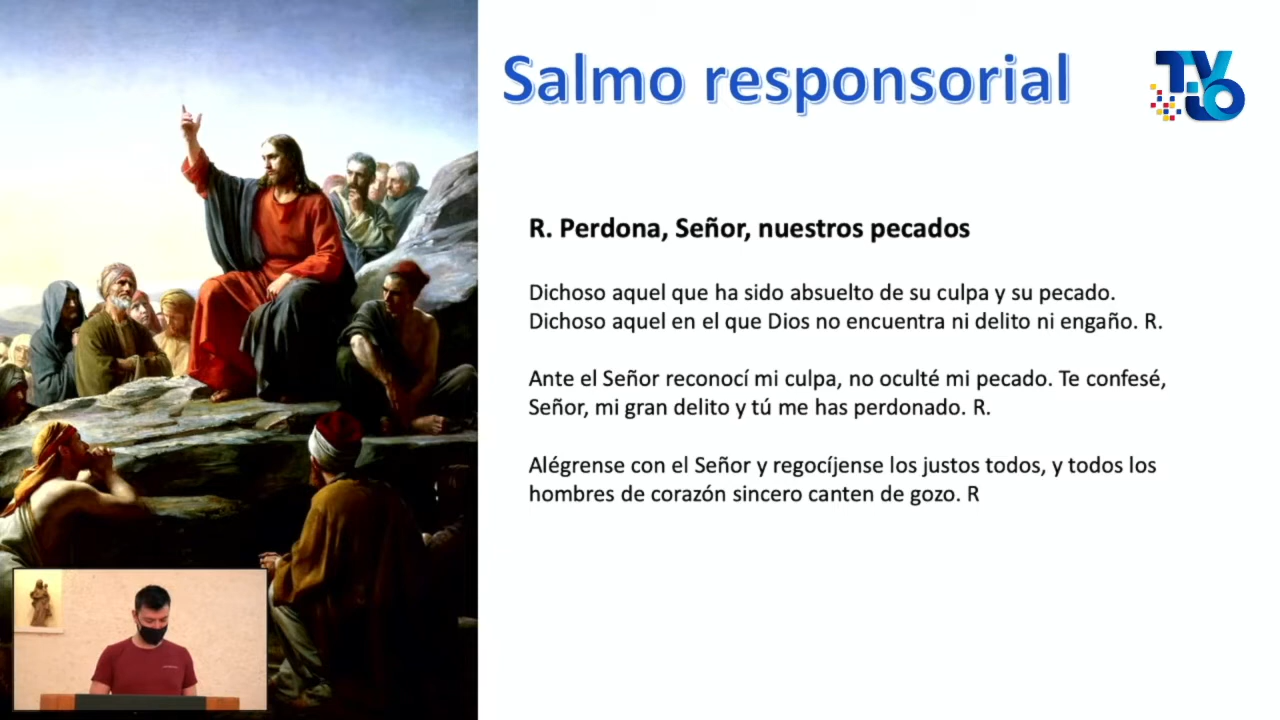 Salmo responsorial
TVO
R. Perdona, Señor, nuestros pecados
Dichoso aquel que ha sido absuelto de su culpa y su pecado.
Dichoso aquel en el que Dios no encuentra ni delito ni engaño. R.
Ante el Señor reconocí mi culpa, no oculté mi pecado. Te confesé,
Señor, mi gran delito y tú me has perdonado. R.
Alégrense con el Señor y regocíjense los justos todos, y todos los
hombres de corazón sincero canten de gozo. R